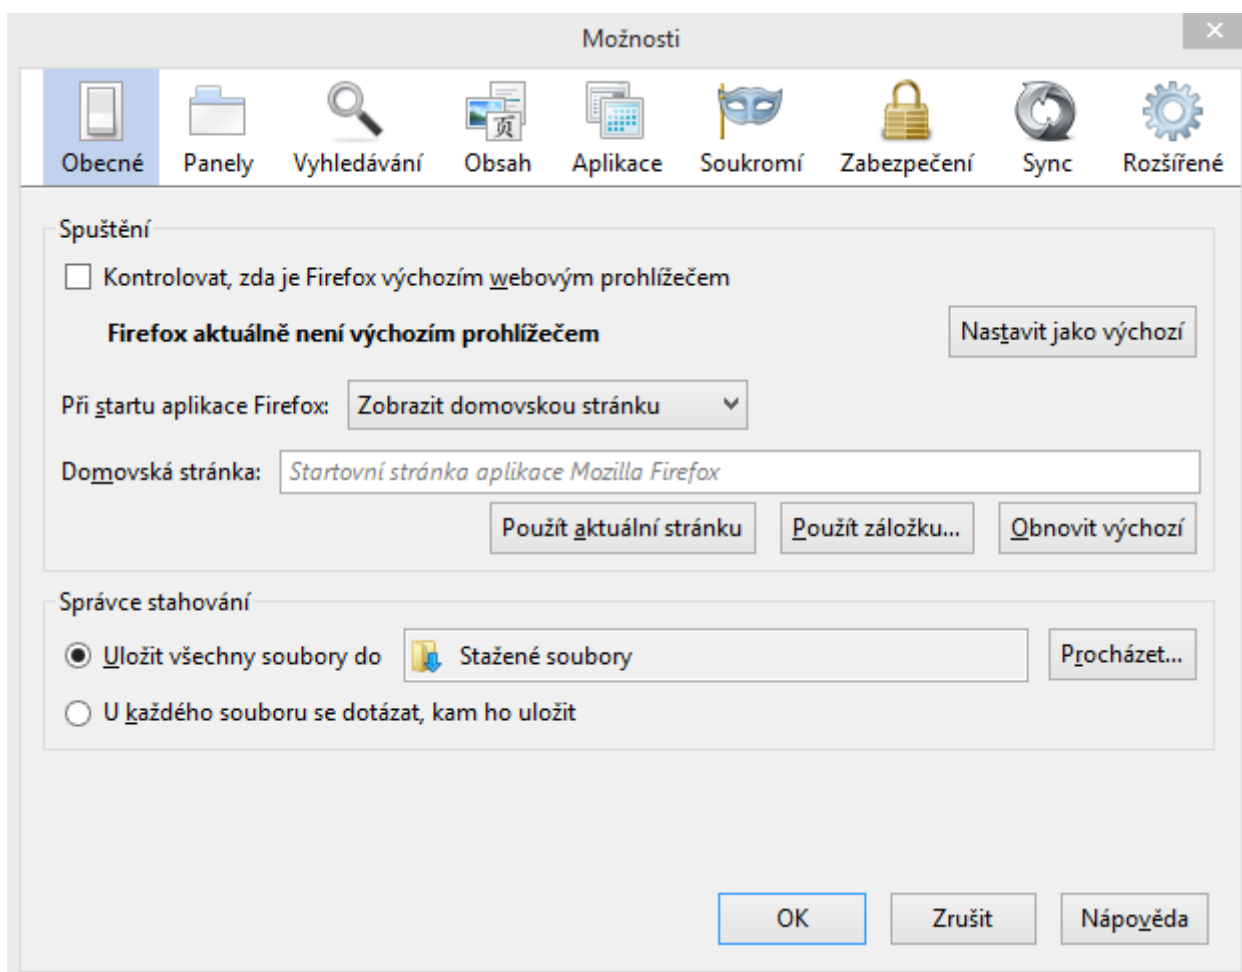 Možnosti
Obecné Panely Vyhledávání Obsah Aplikace Soukromí Zabezpečení Sync Rozšířené
页
Spuštění
Kontrolovat, zda je Firefox výchozím webovým prohlížečem
Firefox aktuálně není výchozím prohlížečem Nastavit jako výchozí
Při startu aplikace Firefox: Zobrazit domovskou stránku
Domovská stránka: Startovní stránka aplikace Mozilla Firefox
Použít aktuální stránku Použít záložku... Obnovit výchozí
Správce stahování
Uložit všechny soubory do Stažené soubory Procházet...
U každého souboru se dotázat, kam ho uložit
OK Zrušit Nápověda